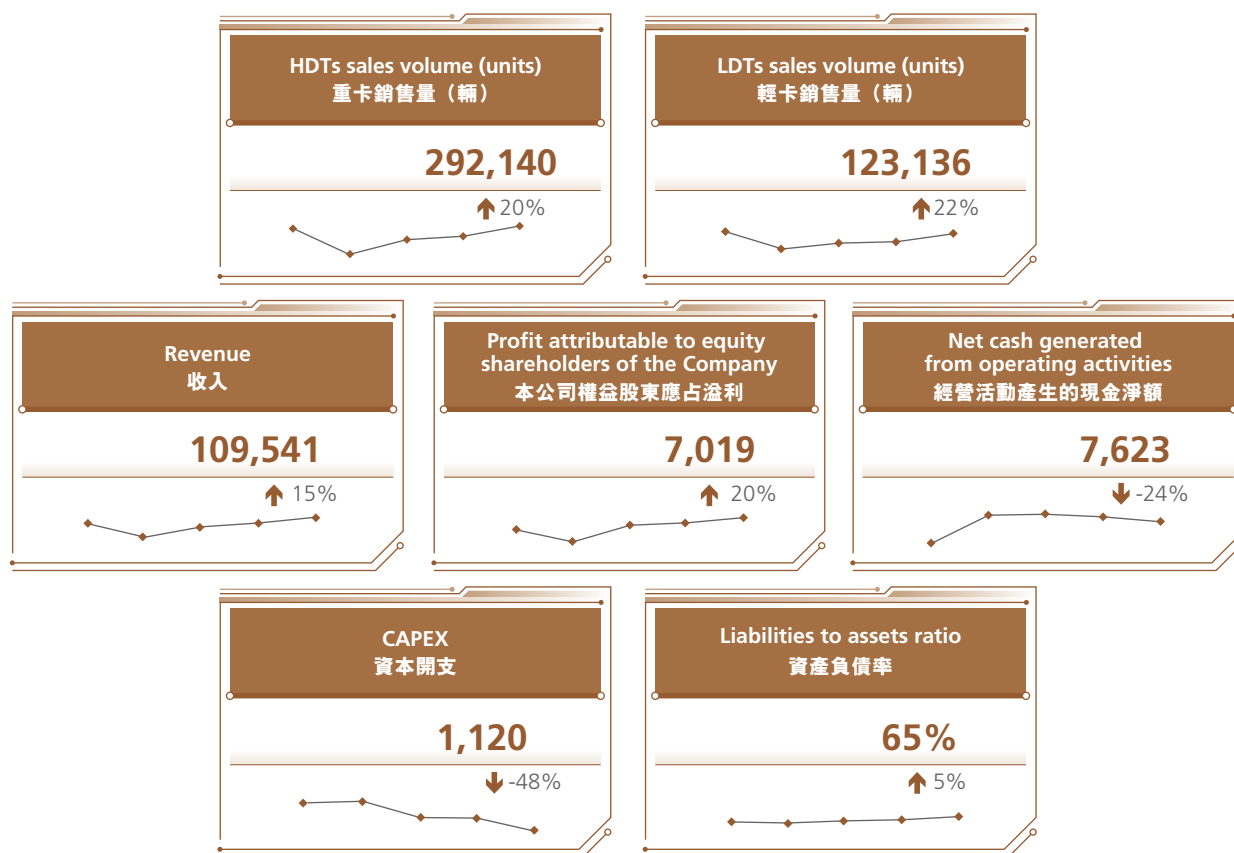 HDTs sales volume (units)
重卡銷售量（輛）
292,140
20%
LDTs sales volume (units)
輕卡銷售量（輛）
123,136
22%
Revenue
收入
109,541
15%
Profit attributable to equity
shareholders of the Company
本公司權益股東應占溢利
7,019
20%
Net cash generated
from operating activities
經營活動產生的現金淨額
7,623
-24%
CAPEX
資本開支
1,120
-48%
Liabilities to assets ratio
資產負債率
65%
5%